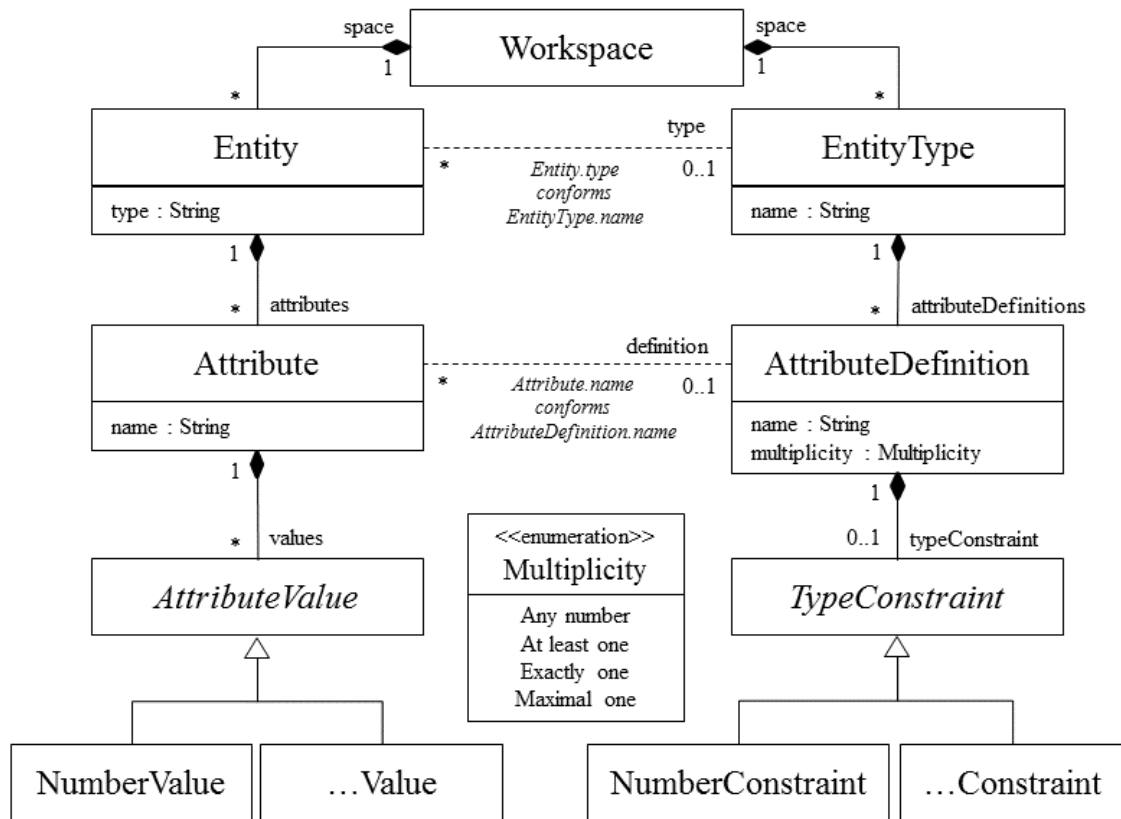 Workspace
space
1
*
space
1
*
Entity
type : String
type
*
0..1
Entity.type
conforms
EntityType.name
EntityType
name : String
1
*
attributes
1
*
attributeDefinitions
Attribute
name : String
definition
*
0..1
Attribute.name
conforms
AttributeDefinition.name
AttributeDefinition
name : String
multiplicity : Multiplicity
1
*
values
<<enumeration>>
Multiplicity
Any number
At least one
Exactly one
Maximal one
1
0..1
typeConstraint
AttributeValue
TypeConstraint
NumberValue
…Value
NumberConstraint
…Constraint